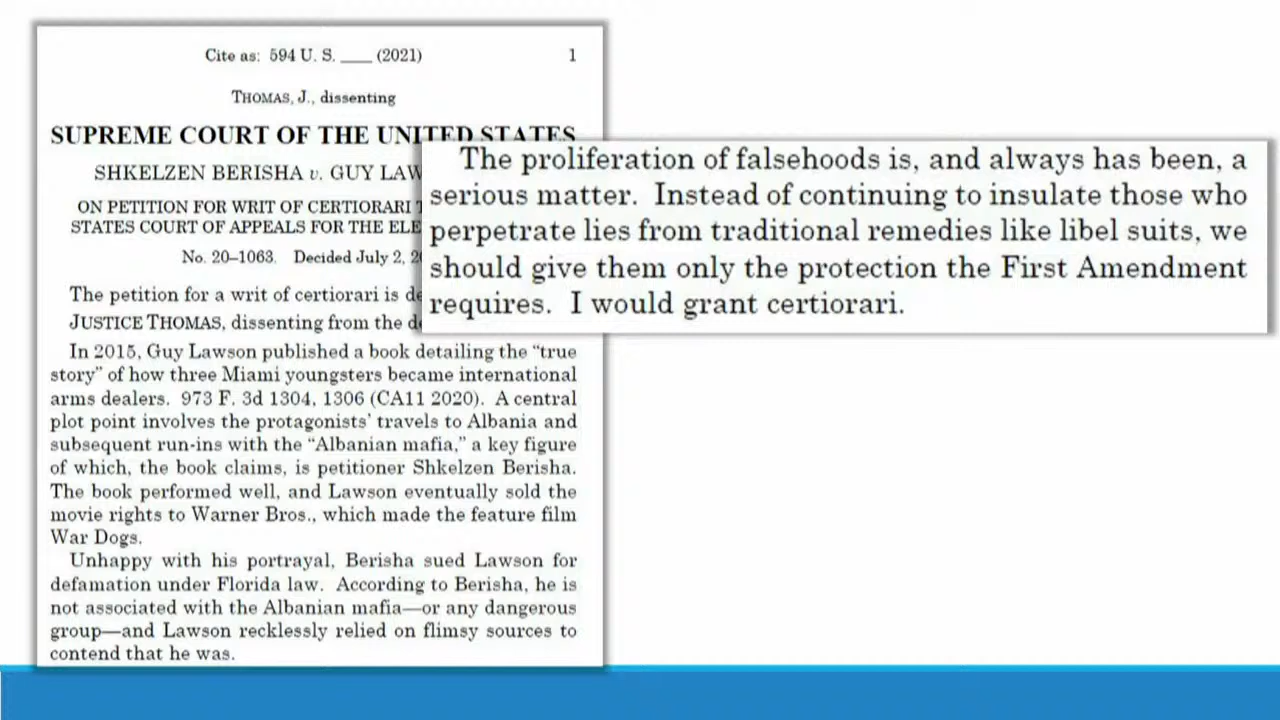 Cite as: 594 U. S. ____ (2021) 1
THOMAS, J., dissenting
SUPREME COURT OF THE UNITED STATES
SHKELZEN BERISHA v. GUY LAW
ON PETITION FOR WRIT OF CERTIORARI
STATES COURT OF APPEALS FOR THE ELE
No. 20–1063. Decided July 2, 2
The petition for a writ of certiorari is de
JUSTICE THOMAS, dissenting from the de
In 2015, Guy Lawson published a book detailing the “true
story” of how three Miami youngsters became international
arms dealers. 973 F. 3d 1304, 1306 (CA11 2020). A central
plot point involves the protagonists’ travels to Albania and
subsequent run-ins with the “Albanian mafia,” a key figure
of which, the book claims, is petitioner Shkelzen Berisha.
The book performed well, and Lawson eventually sold the
movie rights to Warner Bros., which made the feature film
War Dogs.
Unhappy with his portrayal, Berisha sued Lawson for
defamation under Florida law. According to Berisha, he is
not associated with the Albanian mafia—or any dangerous
group—and Lawson recklessly relied on flimsy sources to
contend that he was.
The proliferation of falsehoods is, and always has been, a
serious matter. Instead of continuing to insulate those who
perpetrate lies from traditional remedies like libel suits, we
should give them only the protection the First Amendment
requires. I would grant certiorari.